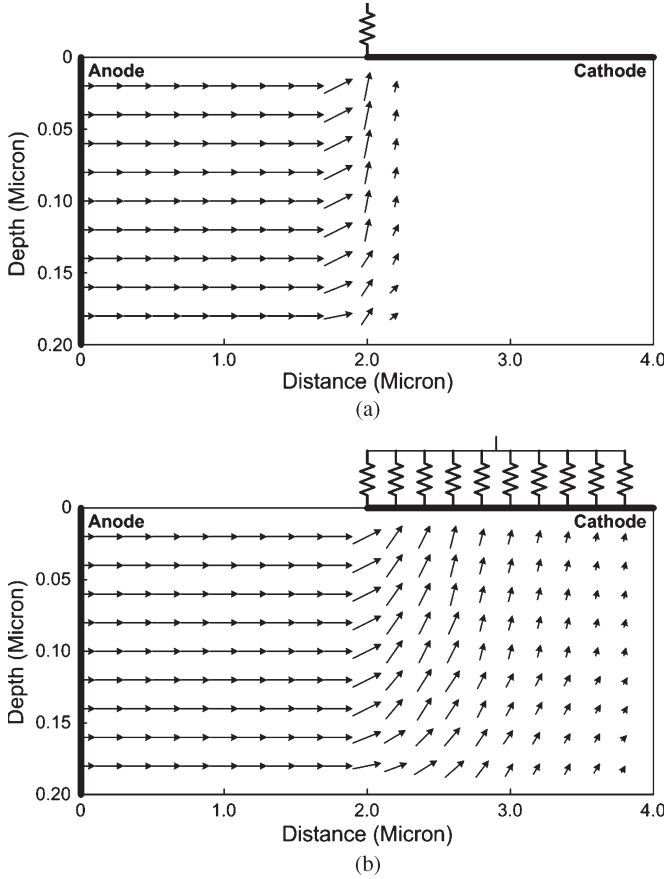 0
Anode
Cathode
0.05
0.10
0.15
0.20
Depth (Micron)
0
1.0
2.0
3.0
4.0
Distance (Micron)
(a)
0
Anode
Cathode
0.05
0.10
0.15
0.20
Depth (Micron)
0
1.0
2.0
3.0
4.0
Distance (Micron)
(b)